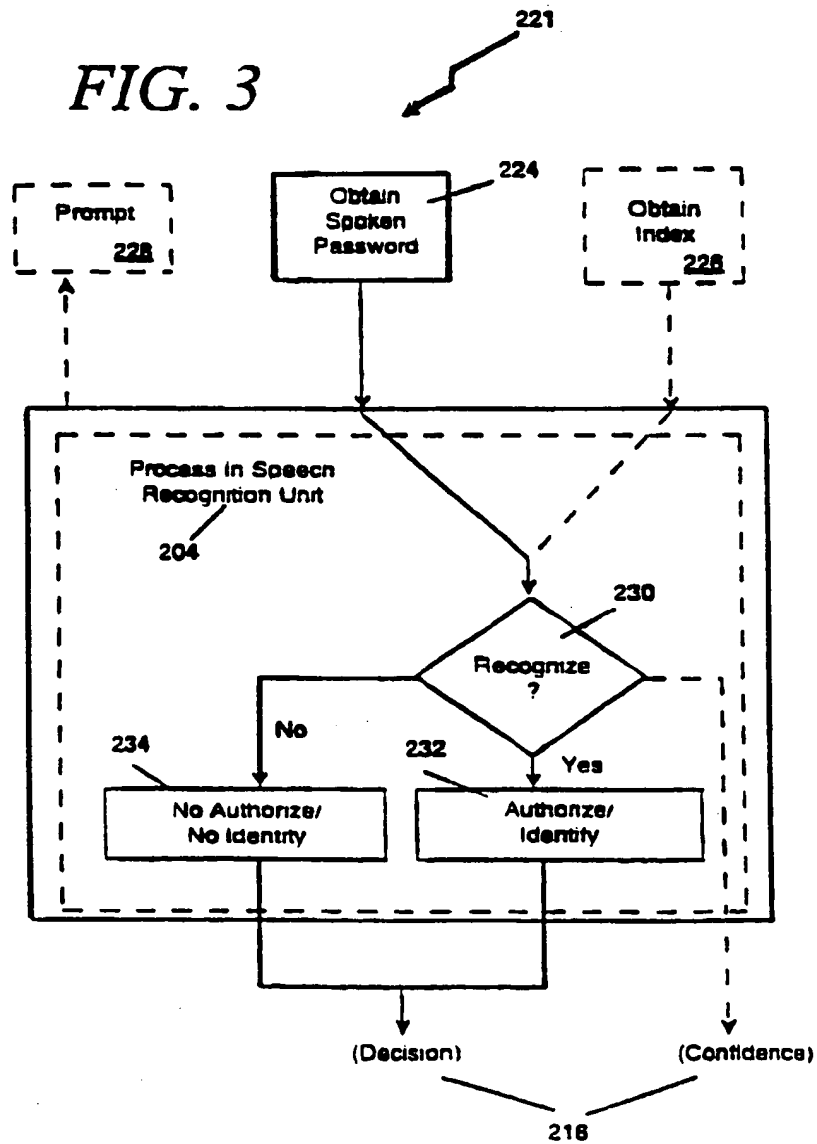 221
FIG. 3
Prompt
228
Obtain
Spoken
Password
224
Obtain
Index
226
Process in Speech
Recognition Unit
204
230
Recognize
?
No
Yes
234
232
No Authorize/
No Identity
Authorize/
Identify
(Decision)
(Confidence)
216